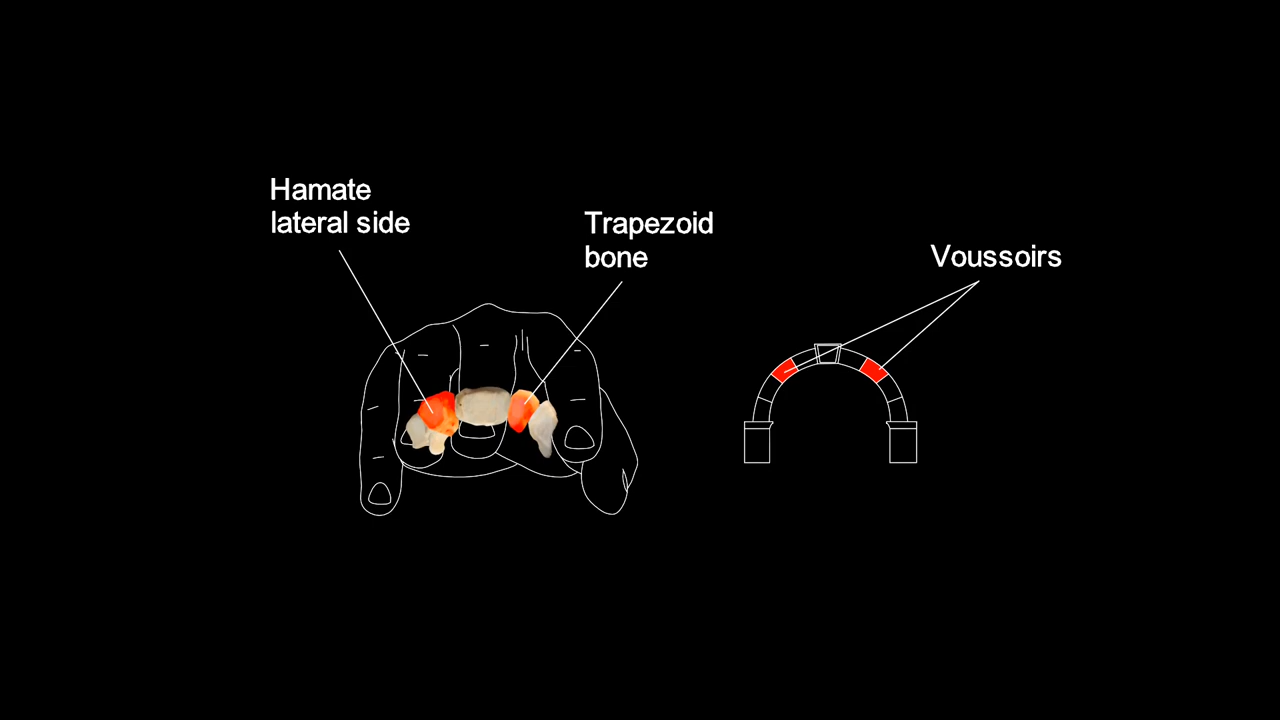 Hamate
lateral side
Trapezoid
bone
Voussoirs